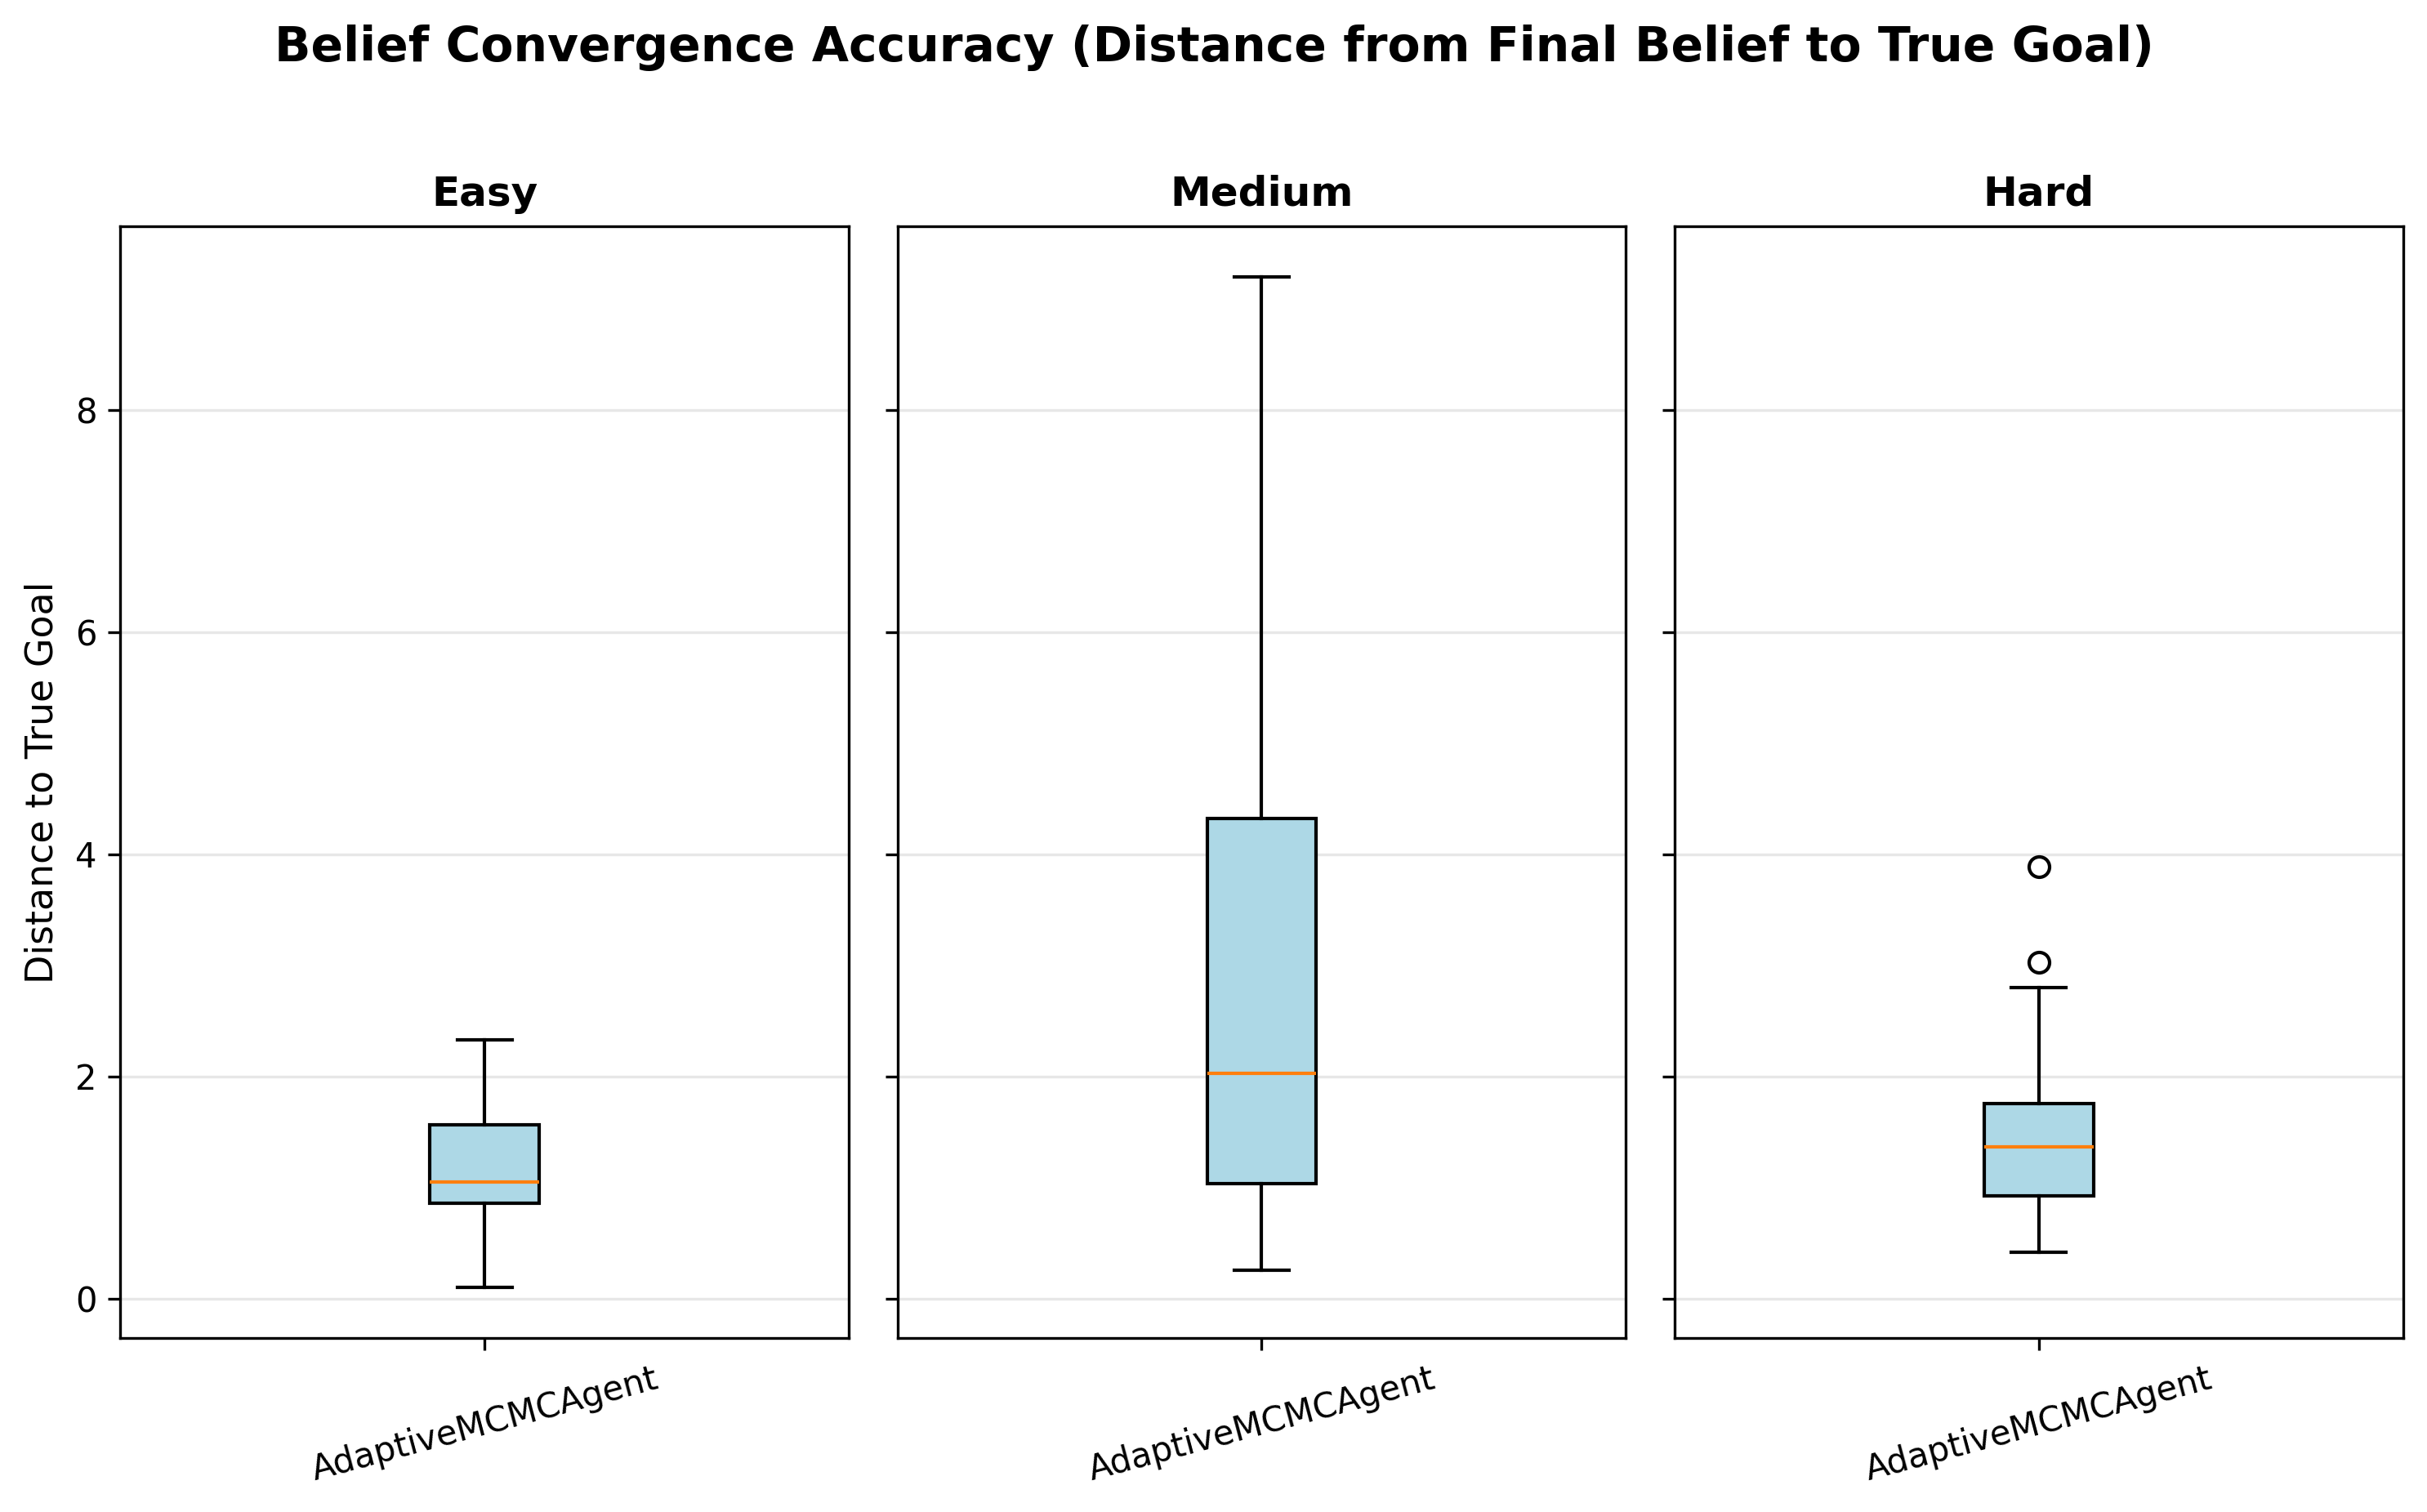 Belief Convergence Accuracy (Distance from Final Belief to True Goal)
Easy
Medium
Hard
Distance to True Goal
8
6
4
2
0
AdaptiveMCMCAgent
AdaptiveMCMCAgent
AdaptiveMCMCAgent